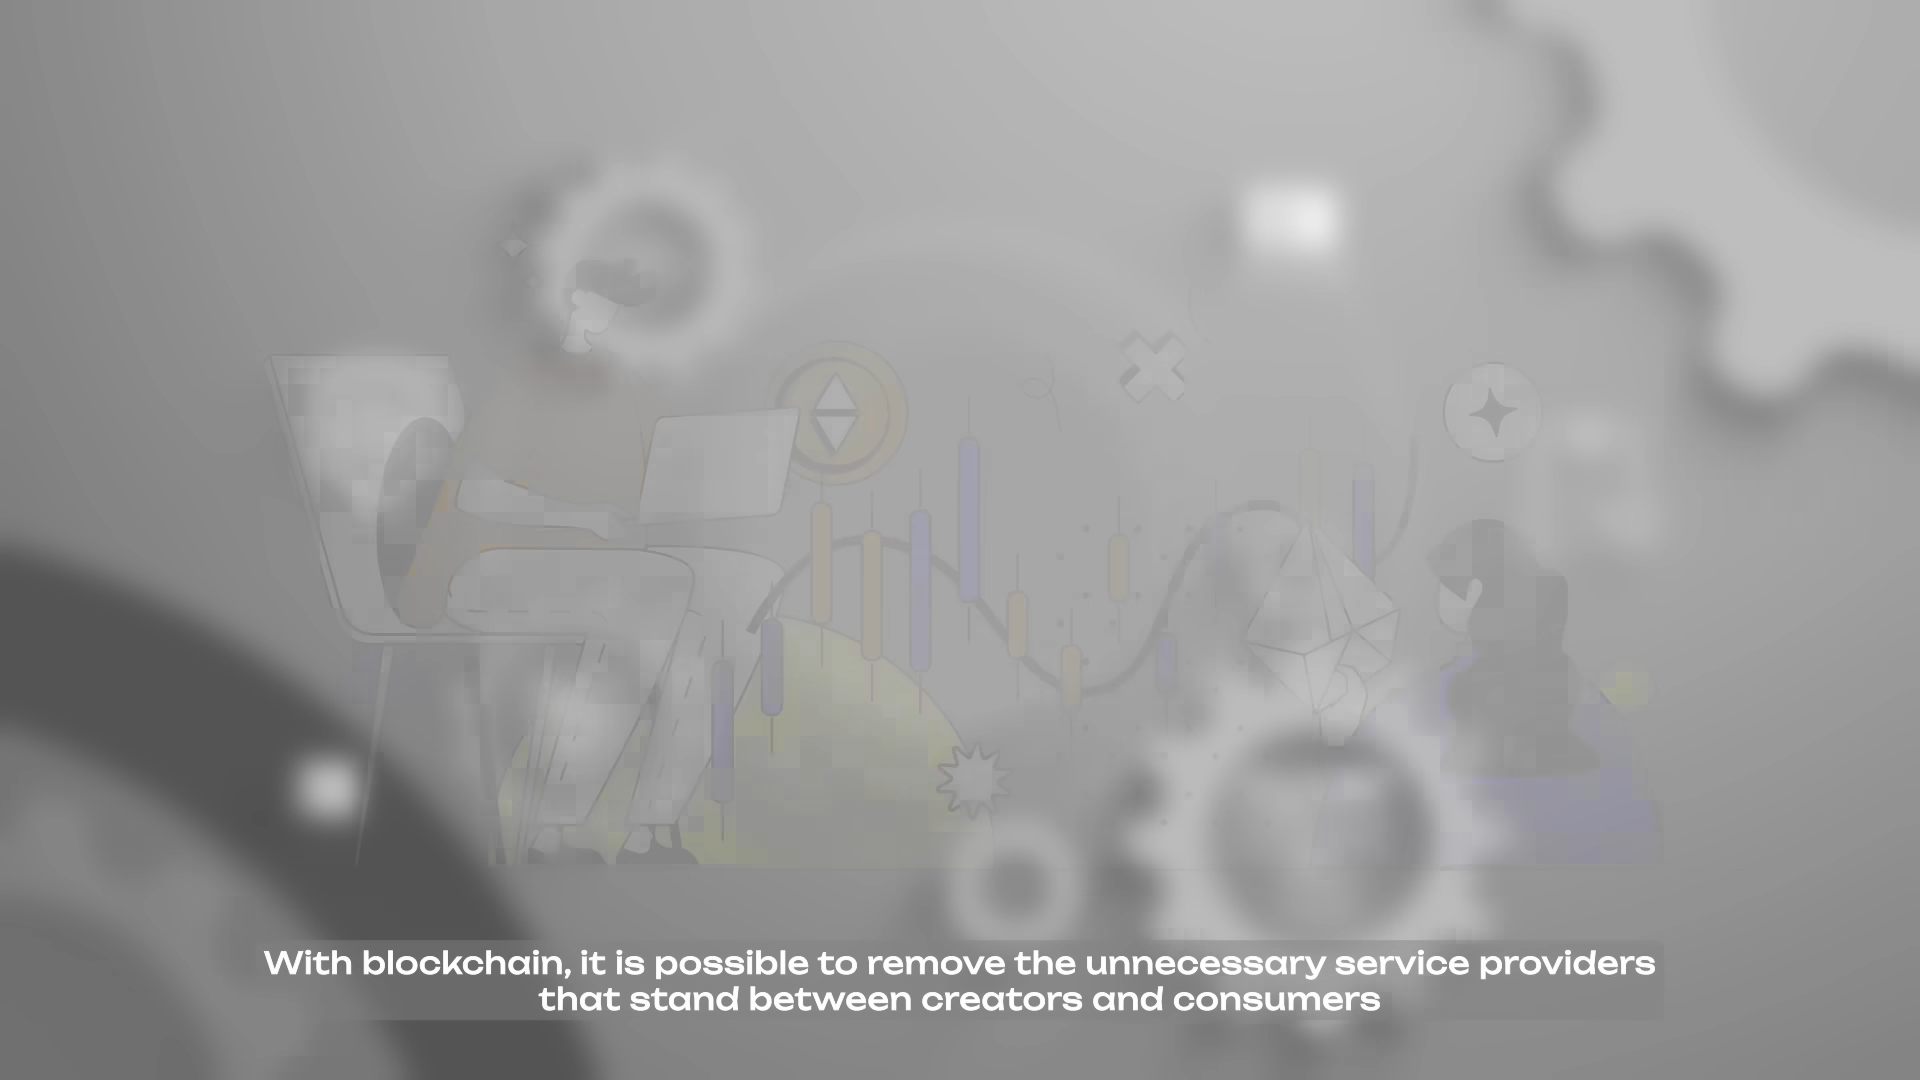 With blockchain, it is possible to remove the unnecessary service providers
that stand between creators and consumers